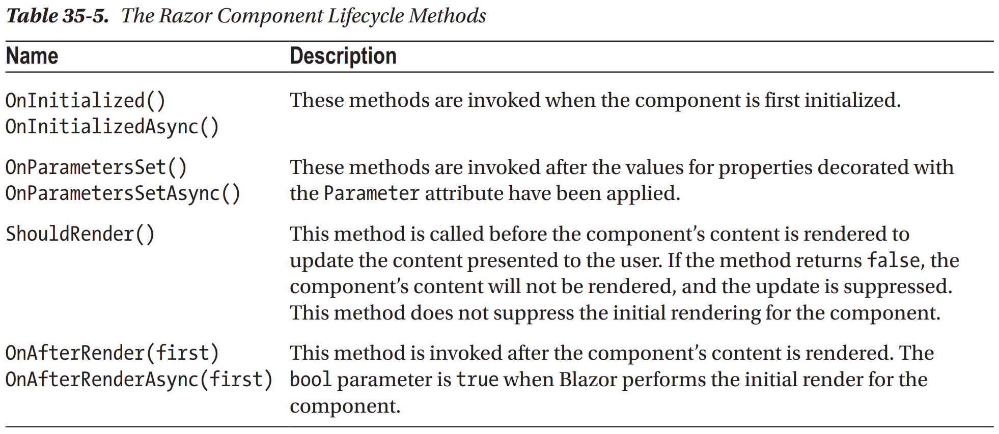 Table 35-5. The Razor Component Lifecycle Methods
Name Description
OnInitialized() These methods are invoked when the component is first initialized.
OnInitializedAsync()
OnParametersSet() These methods are invoked after the values for properties decorated with
OnParametersSetAsync() the Parameter attribute have been applied.
ShouldRender() This method is called before the component’s content is rendered to
update the content presented to the user. If the method returns false, the
component’s content will not be rendered, and the update is suppressed.
This method does not suppress the initial rendering for the component.
OnAfterRender(first) This method is invoked after the component’s content is rendered. The
OnAfterRenderAsync(first) bool parameter is true when Blazor performs the initial render for the
component.